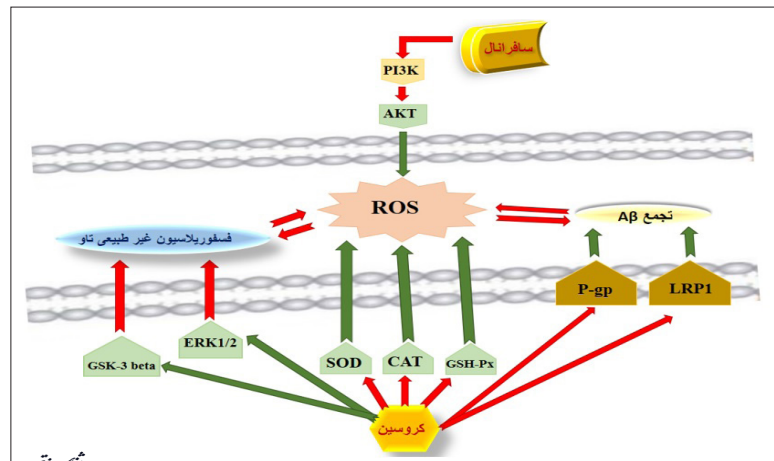 سافرانال
PI3K
AKT
ROS
تجمع Aβ
فسفوریلاسیون غیر طبیعی تاو
P-gp
LRP1
ERK1/2
GSK-3 beta
SOD
CAT
GSH-Px
کروسین